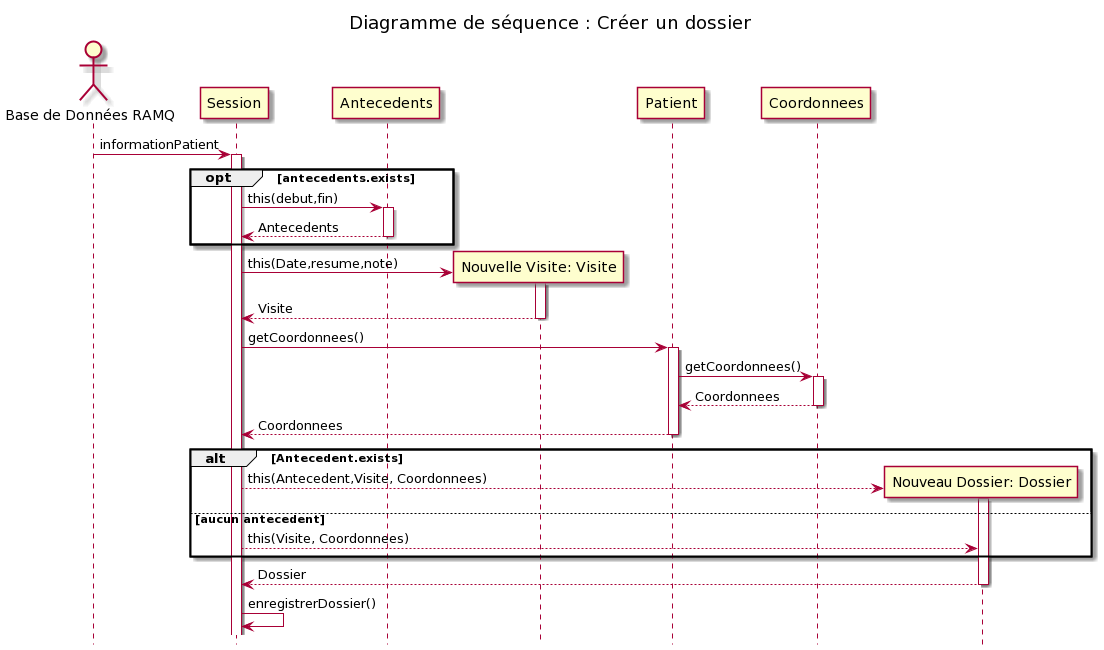 Diagramme de séquence : Créer un dossier
Base de Données RAMQ
Session
Antecedents
Patient
Coordonnees
informationPatient
opt
[antecedents.exists]
this(debut,fin)
Antecedents
this(Date,resume,note)
Nouvelle Visite: Visite
Visite
getCoordonnees()
getCoordonnees()
Coordonnees
Coordonnees
alt
[Antecedent.exists]
this(Antecedent,Visite, Coordonnees)
Nouveau Dossier: Dossier
[aucun antecedent]
this(Visite, Coordonnees)
Dossier
enregistrerDossier()